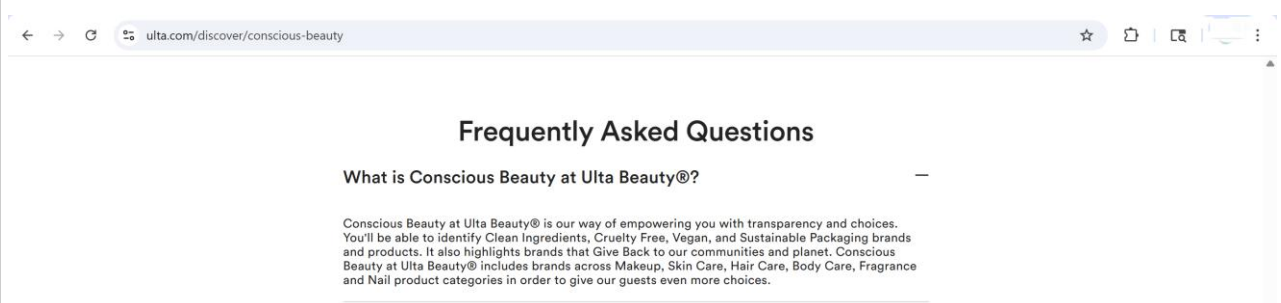 ulta.com/discover/conscious-beauty
Frequently Asked Questions
What is Conscious Beauty at Ulta Beauty®?
Conscious Beauty at Ulta Beauty® is our way of empowering you with transparency and choices.
You'll be able to identify Clean Ingredients, Cruelty Free, Vegan, and Sustainable Packaging brands
and products. It also highlights brands that Give Back to our communities and planet. Conscious
Beauty at Ulta Beauty® includes brands across Makeup, Skin Care, Hair Care, Body Care, Fragrance
and Nail product categories in order to give our guests even more choices.